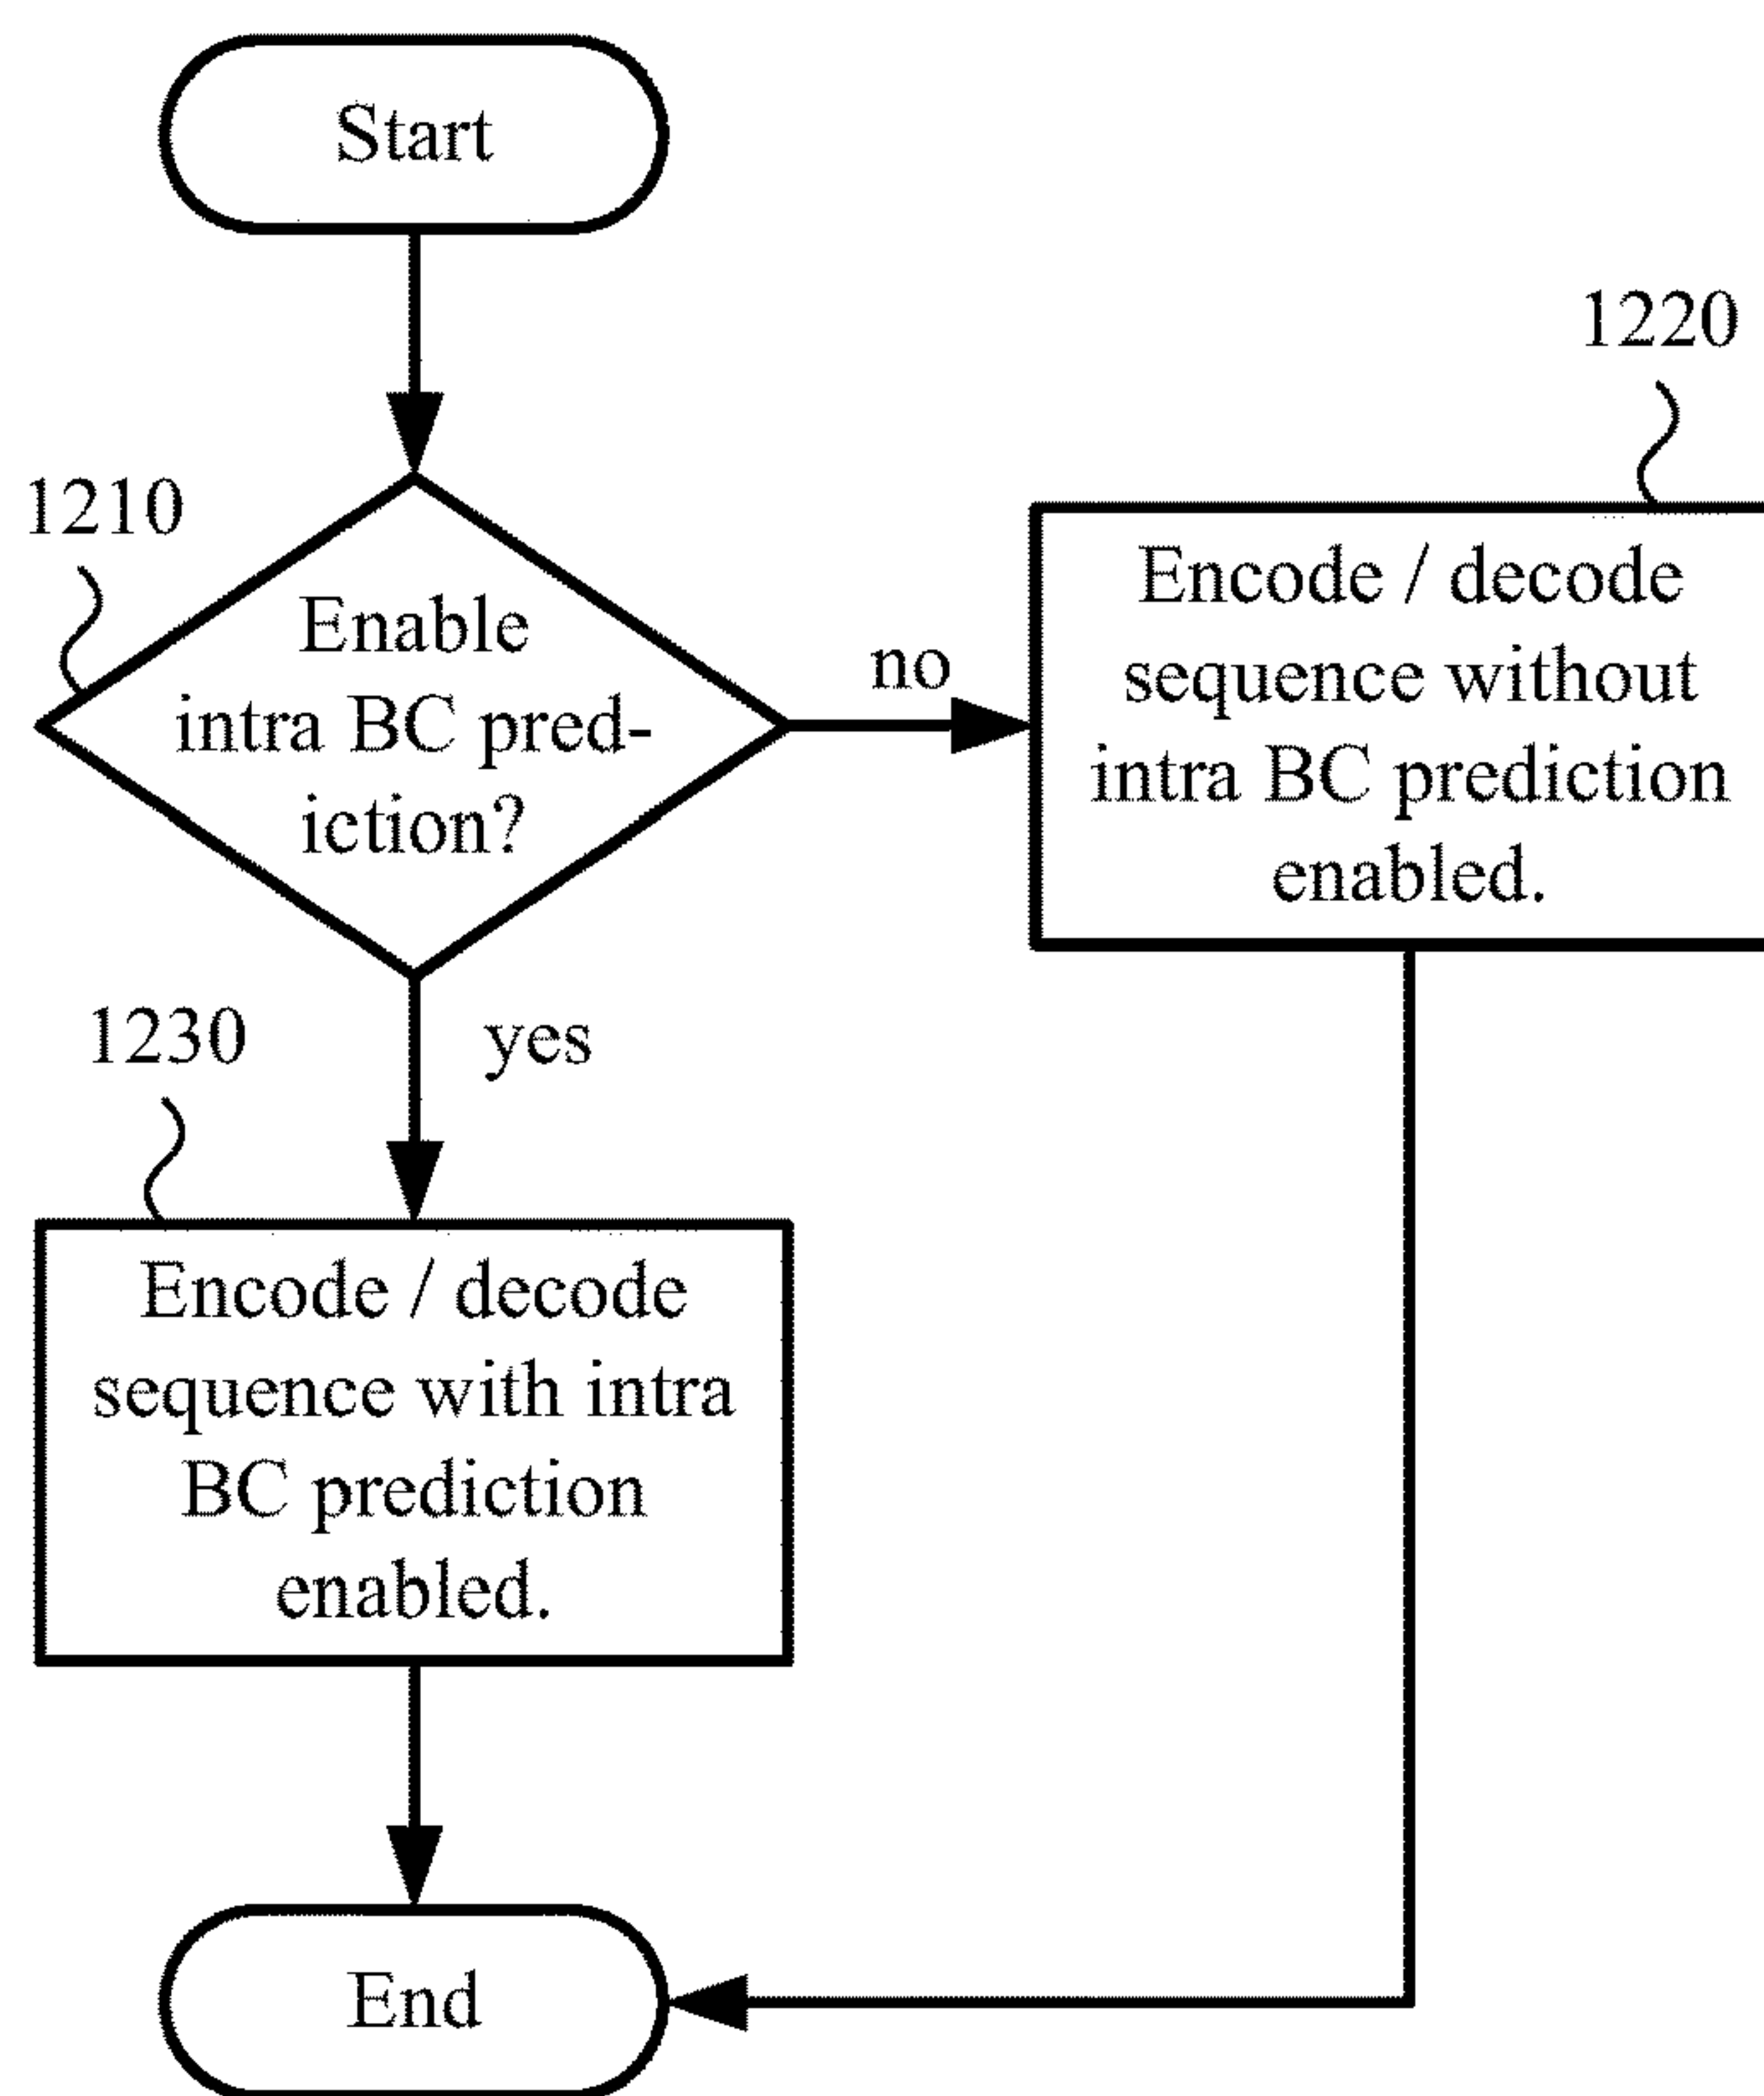 Start
1210
Enable
intra BC pred-
iction?
no
1220
Encode / decode
sequence without
intra BC prediction
enabled.
yes
1230
Encode / decode
sequence with intra
BC prediction
enabled.
End